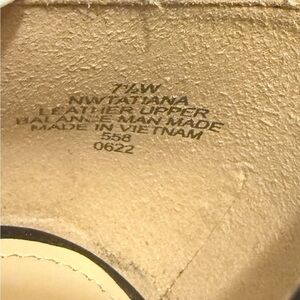 7½W
NWTATIANA
LEATHER UPPER
BALANCE MAN MADE
MADE IN VIETNAM
558
0622